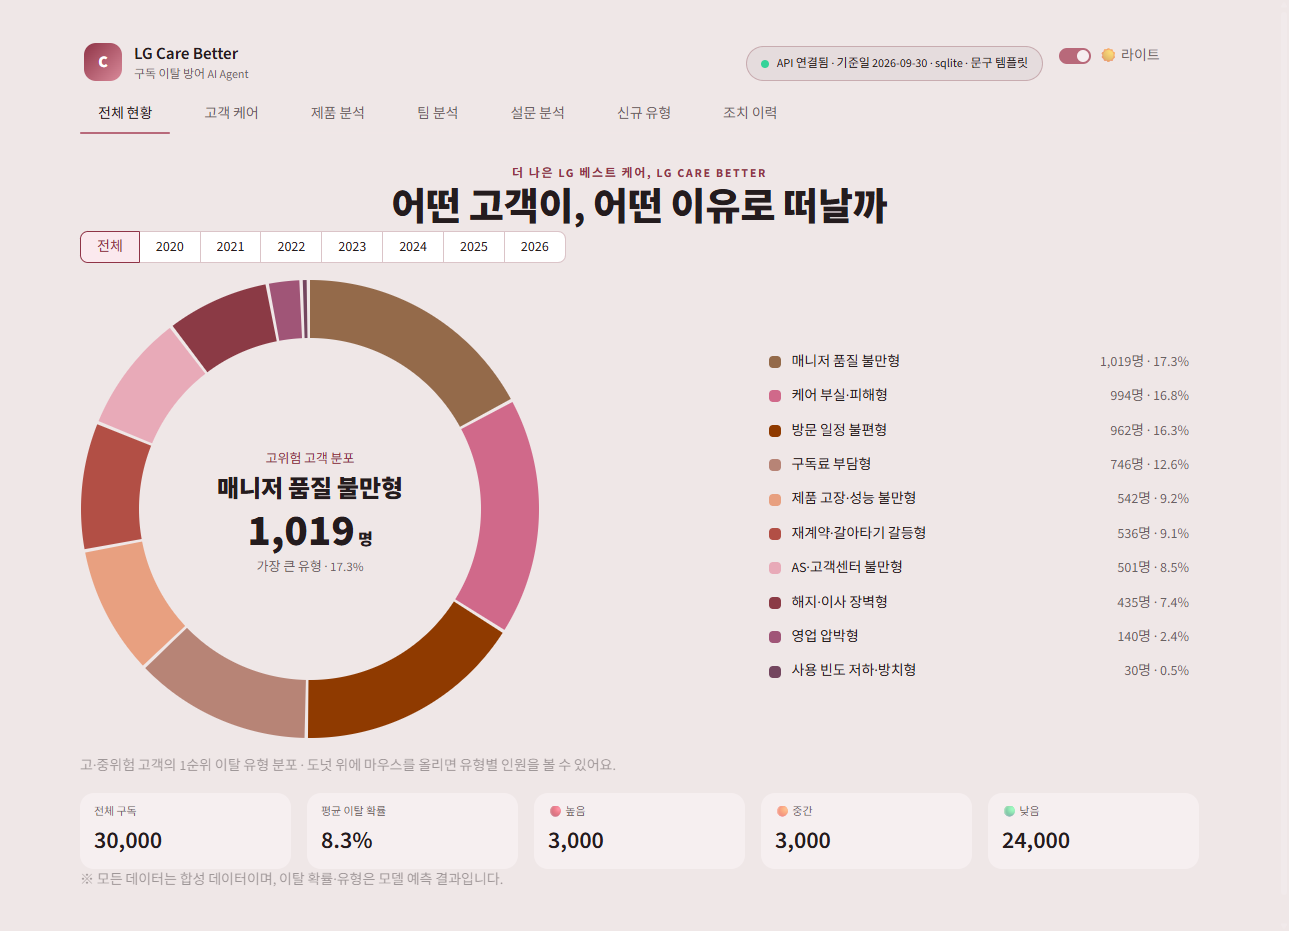 C
LG Care Better
구독 이탈 방어 AI Agent
API 연결됨 · 기준일 2026-09-30 · sqlite · 문구 템플릿
라이트
전체 현황
고객 케어
제품 분석
팀 분석
설문 분석
신규 유형
조치 이력
더 나은 LG 베스트 케어, LG CARE BETTER
어떤 고객이, 어떤 이유로 떠날까
전체
2020
2021
2022
2023
2024
2025
2026
고위험 고객 분포
매니저 품질 불만형
1,019 명
가장 큰 유형 · 17.3%
매니저 품질 불만형 1,019명 · 17.3%
케어 부실·피해형 994명 · 16.8%
방문 일정 불편형 962명 · 16.3%
구독료 부담형 746명 · 12.6%
제품 고장·성능 불만형 542명 · 9.2%
재계약·갈아타기 갈등형 536명 · 9.1%
AS·고객센터 불만형 501명 · 8.5%
해지·이사 장벽형 435명 · 7.4%
영업 압박형 140명 · 2.4%
사용 빈도 저하·방치형 30명 · 0.5%
고·중위험 고객의 1순위 이탈 유형 분포 · 도넛 위에 마우스를 올리면 유형별 인원을 볼 수 있어요.
전체 구독
30,000
평균 이탈 확률
8.3%
높음
3,000
중간
3,000
낮음
24,000
※ 모든 데이터는 합성 데이터이며, 이탈 확률·유형은 모델 예측 결과입니다.